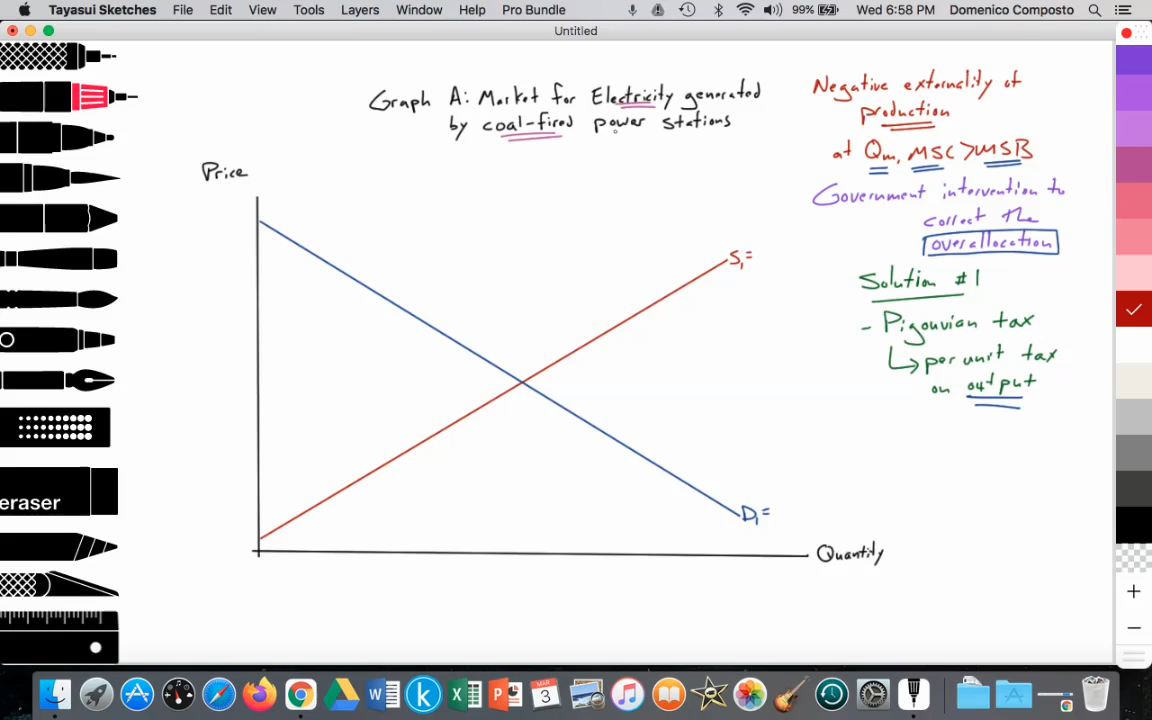 Tayasui Sketches File Edit View Tools Layers Window Help Pro Bundle 99% Wed 6:58 PM Domenico Composto
Untitled
Graph A: Market for Electricity generated
by coal-fired power stations
Negative externality of
production
at Qm, MSC > MSB
Government intervention to
correct the
overallocation
Solution #1
- Pigouvian tax
↳ per unit tax
on output
Price
S₁=
D₁=
Quantity
eraser
MAR
3